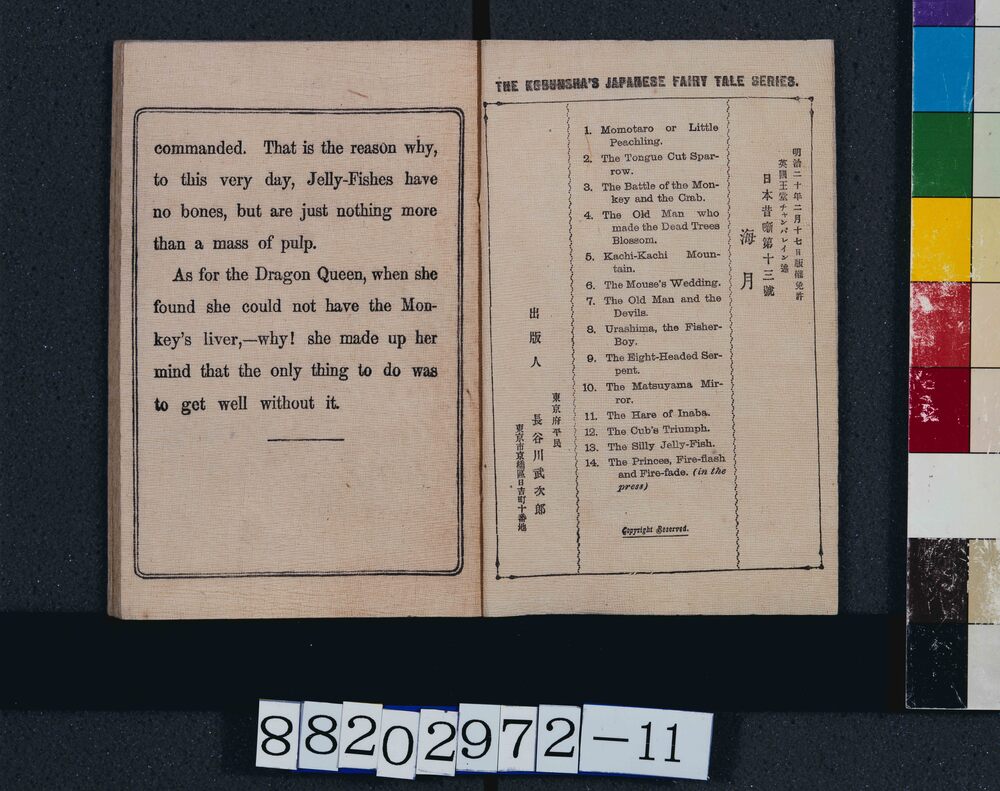 commanded. That is the reason why,
to this very day, Jelly-Fishes have
no bones, but are just nothing more
than a mass of pulp.
As for the Dragon Queen, when she
found she could not have the Mon-
key's liver,—why! she made up her
mind that the only thing to do was
to get well without it.
THE KOBUNSHA'S JAPANESE FAIRY TALE SERIES.
1. Momotaro or Little
Peachling.
2. The Tongue Cut Spar-
row.
3. The Battle of the Mon-
key and the Crab.
4. The Old Man who
made the Dead Trees
Blossom.
5. Kachi-Kachi Moun-
tain.
6. The Mouse's Wedding.
7. The Old Man and the
Devils.
8. Urashima, the Fisher-
Boy.
9. The Eight-Headed Ser-
pent.
10. The Matsuyama Mir-
ror.
11. The Hare of Inaba.
12. The Cub's Triumph.
13. The Silly Jelly-Fish.
14. The Princes, Fire-flash
and Fire-fade. (in the
press)
Copyright Reserved.
明治二十年二月十七日版權免許
英國王堂チャンバレイン譯
日本昔噺第十三號
海月
出版人
東京府平民
長谷川武次郎
東京市京橋區日吉町十番地
88202972-11